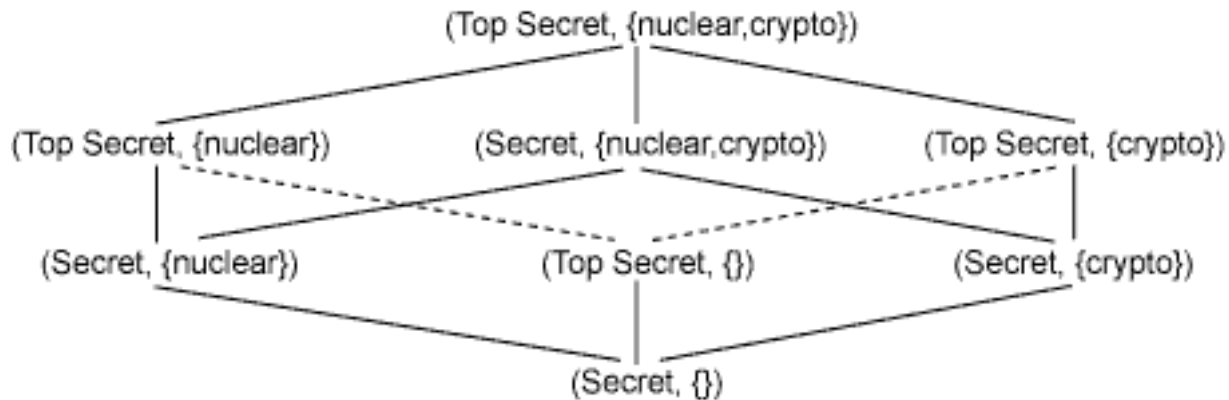 (Top Secret, {nuclear,crypto})
(Top Secret, {nuclear}) (Secret, {nuclear,crypto}) (Top Secret, {crypto})
(Secret, {nuclear}) (Top Secret, {}) (Secret, {crypto})
(Secret, {})